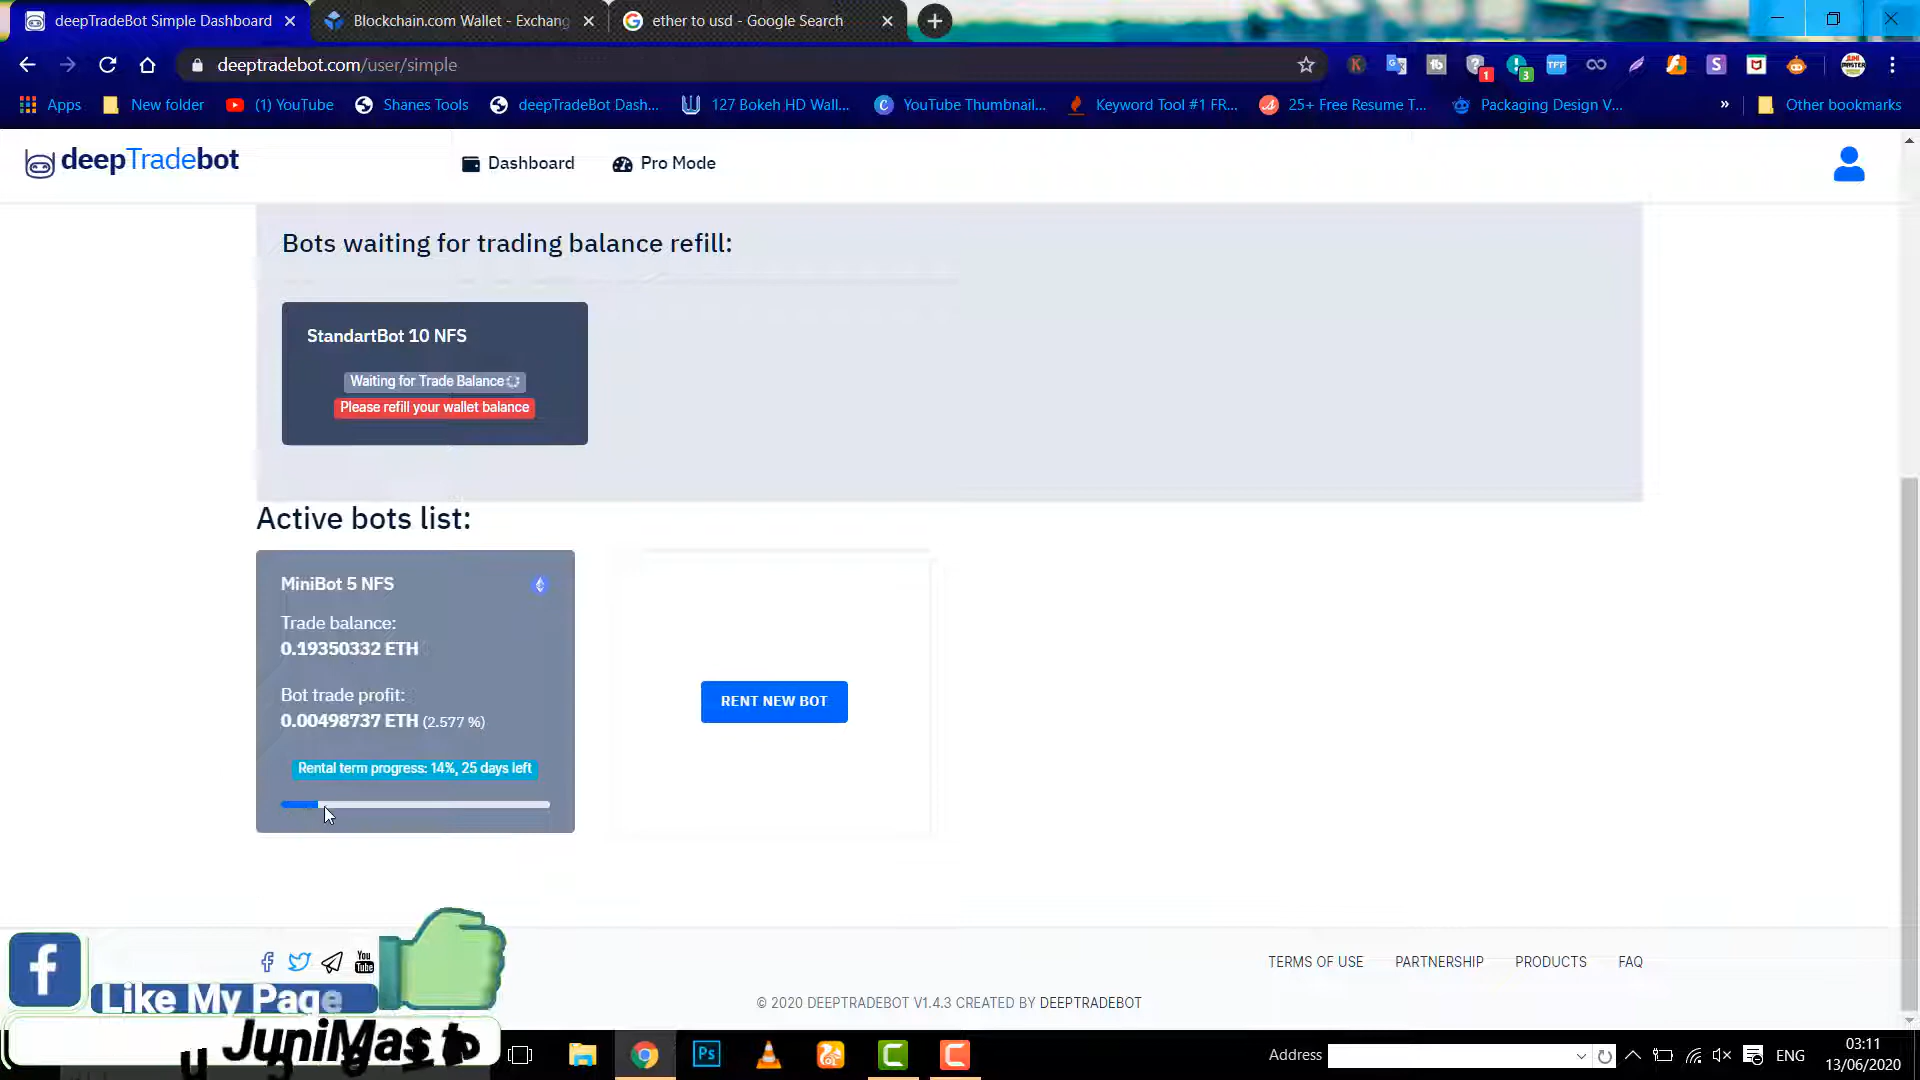 deepTradeBot Simple Dashboard
Blockchain.com Wallet - Exchang
ether to usd - Google Search
deeptradebot.com/user/simple
Apps
New folder
(1) YouTube
Shanes Tools
deepTradeBot Dash...
127 Bokeh HD Wall...
YouTube Thumbnail...
Keyword Tool #1 FR...
25+ Free Resume T...
Packaging Design V...
»
Other bookmarks
deepTradebot
Dashboard
Pro Mode
Bots waiting for trading balance refill:
StandartBot 10 NFS
Waiting for Trade Balance
Please refill your wallet balance
Active bots list:
MiniBot 5 NFS
Trade balance:
0.19350332 ETH
Bot trade profit:
0.00498737 ETH (2.577 %)
Rental term progress: 14%, 25 days left
RENT NEW BOT
TERMS OF USE
PARTNERSHIP
PRODUCTS
FAQ
© 2020 DEEPTRADEBOT V1.4.3 CREATED BY DEEPTRADEBOT
Like My Page
Address
ENG
03:11
13/06/2020